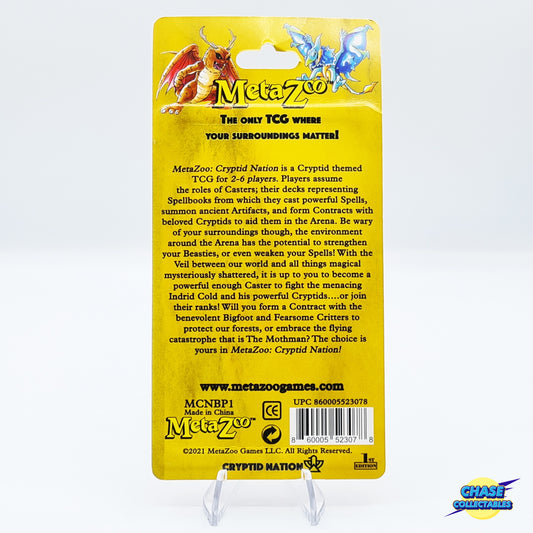 MetaZoo™
The only TCG where
your surroundings matter!
MetaZoo: Cryptid Nation is a Cryptid themed
TCG for 2-6 players. Players assume
the roles of Casters; their decks representing
Spellbooks from which they cast powerful Spells,
summon ancient Artifacts, and form Contracts with
beloved Cryptids to aid them in the Arena. Be wary
of your surroundings though, the environment
around the Arena has the potential to strengthen
your Beasties, or even weaken your Spells! With the
Veil between our world and all things magical
mysteriously shattered, it is up to you to become a
powerful enough Caster to fight the menacing
Indrid Cold and his powerful Cryptids....or join
their ranks! Will you form a Contract with the
benevolent Bigfoot and Fearsome Critters to
protect our forests, or embrace the flying
catastrophe that is The Mothman? The choice is
yours in MetaZoo: Cryptid Nation!
www.metazoogames.com
MCNBP1
Made in China
MetaZoo™
CE
UPC 860005523078
8 60005 52307 8
©2021 MetaZoo Games LLC. All Rights Reserved.
Cryptid Nation
1st
Edition
CHASE
COLLECTABLES